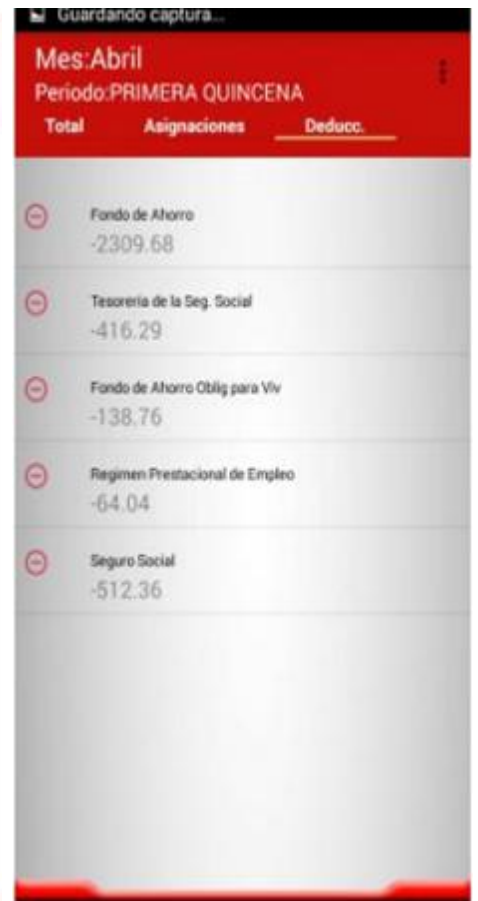 Guardando captura...
Mes:Abril
Periodo:PRIMERA QUINCENA
Total Asignaciones Deducc.
Fondo de Ahorro
-2309.68
Tesoreria de la Seg. Social
-416.29
Fondo de Ahorro Oblig para Viv
-138.76
Regimen Prestacional de Empleo
-64.04
Seguro Social
-512.36